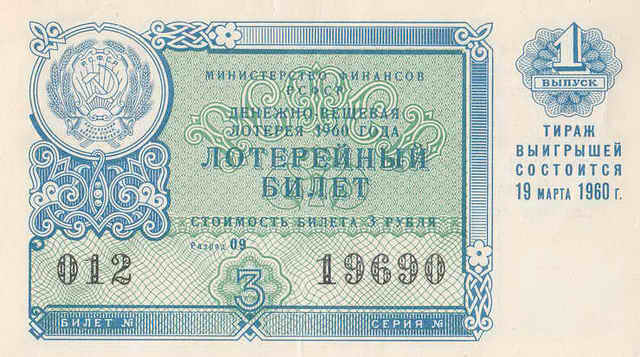 РСФСР
МИНИСТЕРСТВО ФИНАНСОВ
РСФСР
ДЕНЕЖНО-ВЕЩЕВАЯ
ЛОТЕРЕЯ 1960 ГОДА
ЛОТЕРЕЙНЫЙ
БИЛЕТ
СТОИМОСТЬ БИЛЕТА 3 РУБЛЯ
Разряд 09
012
3
19690
БИЛЕТ №
СЕРИЯ №
1
ВЫПУСК
ТИРАЖ
ВЫИГРЫШЕЙ
СОСТОИТСЯ
19 МАРТА 1960 Г.